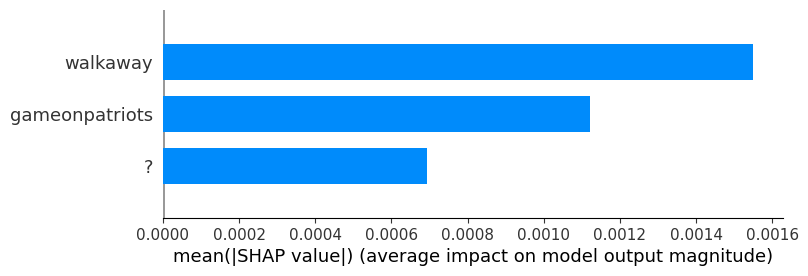 walkaway
gameonpatriots
?
0.0000 0.0002 0.0004 0.0006 0.0008 0.0010 0.0012 0.0014 0.0016
mean(|SHAP value|) (average impact on model output magnitude)